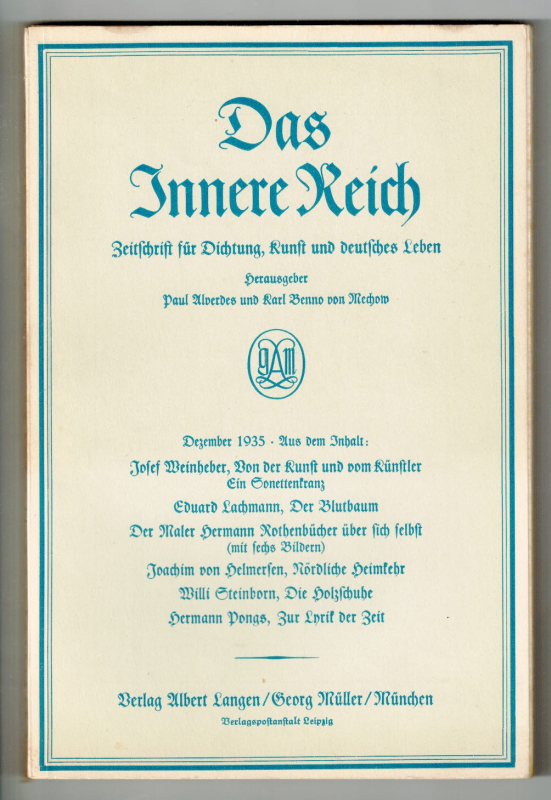 Das
Innere Reich
Zeitschrift für Dichtung, Kunst und deutsches Leben
Herausgeber
Paul Alverdes und Karl Benno von Mechow
gAm
Dezember 1935 · Aus dem Inhalt:
Josef Weinheber, Von der Kunst und vom Künstler
Ein Sonettenkranz
Eduard Lachmann, Der Blutbaum
Der Maler Hermann Rothenbücher über sich selbst
(mit sechs Bildern)
Joachim von Helmersen, Nördliche Heimkehr
Willi Steinborn, Die Holzschuhe
Hermann Pongs, Zur Lyrik der Zeit
Verlag Albert Langen/Georg Müller/München
Verlagspostanstalt Leipzig